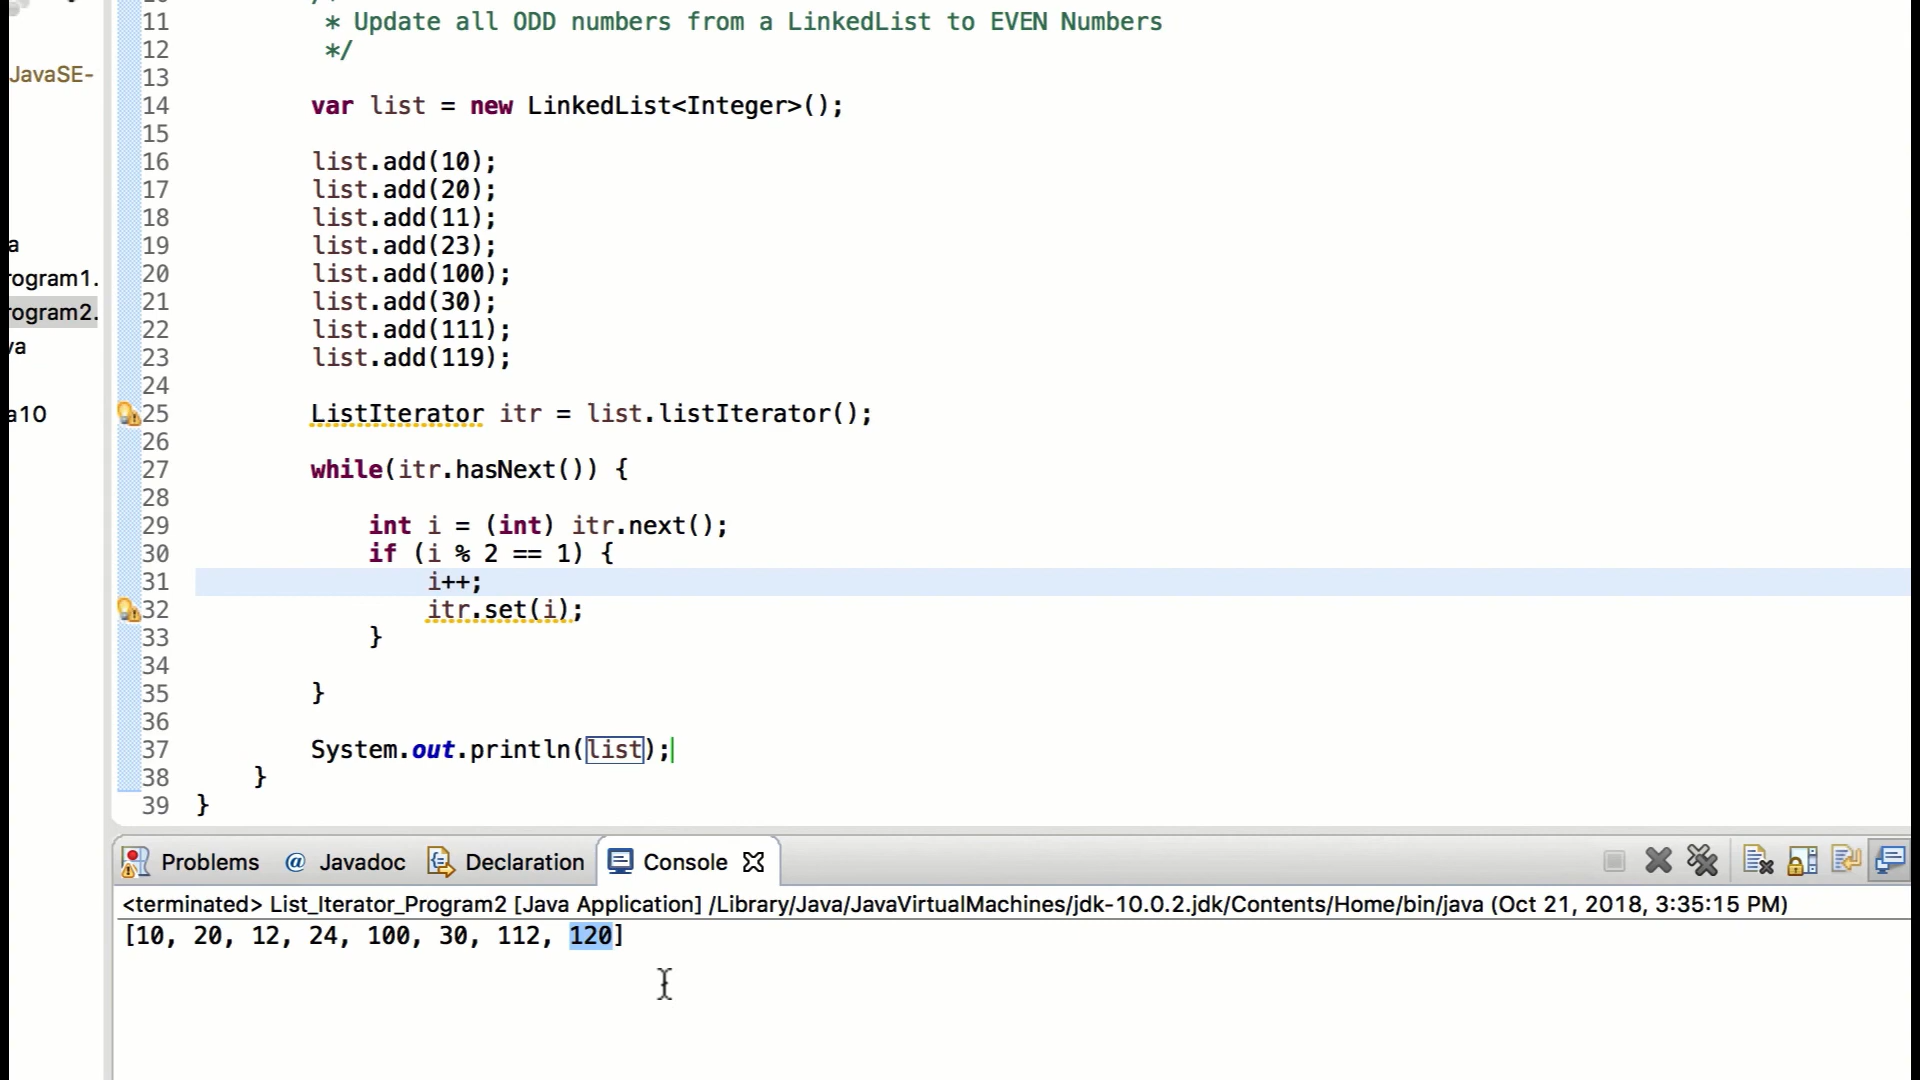 11 * Update all ODD numbers from a LinkedList to EVEN Numbers
12 */
JavaSE-
13
14 var list = new LinkedList<Integer>();
15
16 list.add(10);
17 list.add(20);
18 list.add(11);
a
19 list.add(23);
rogram1.
20 list.add(100);
rogram2.
21 list.add(30);
22 list.add(111);
va
23 list.add(119);
24
a10
25 ListIterator itr = list.listIterator();
26
27 while(itr.hasNext()) {
28
29 int i = (int) itr.next();
30 if (i % 2 == 1) {
31 i++;
32 itr.set(i);
33 }
34
35 }
36
37 System.out.println(list);
38 }
39 }
Problems @ Javadoc Declaration Console
<terminated> List_Iterator_Program2 [Java Application] /Library/Java/JavaVirtualMachines/jdk-10.0.2.jdk/Contents/Home/bin/java (Oct 21, 2018, 3:35:15 PM)
[10, 20, 12, 24, 100, 30, 112, 120]